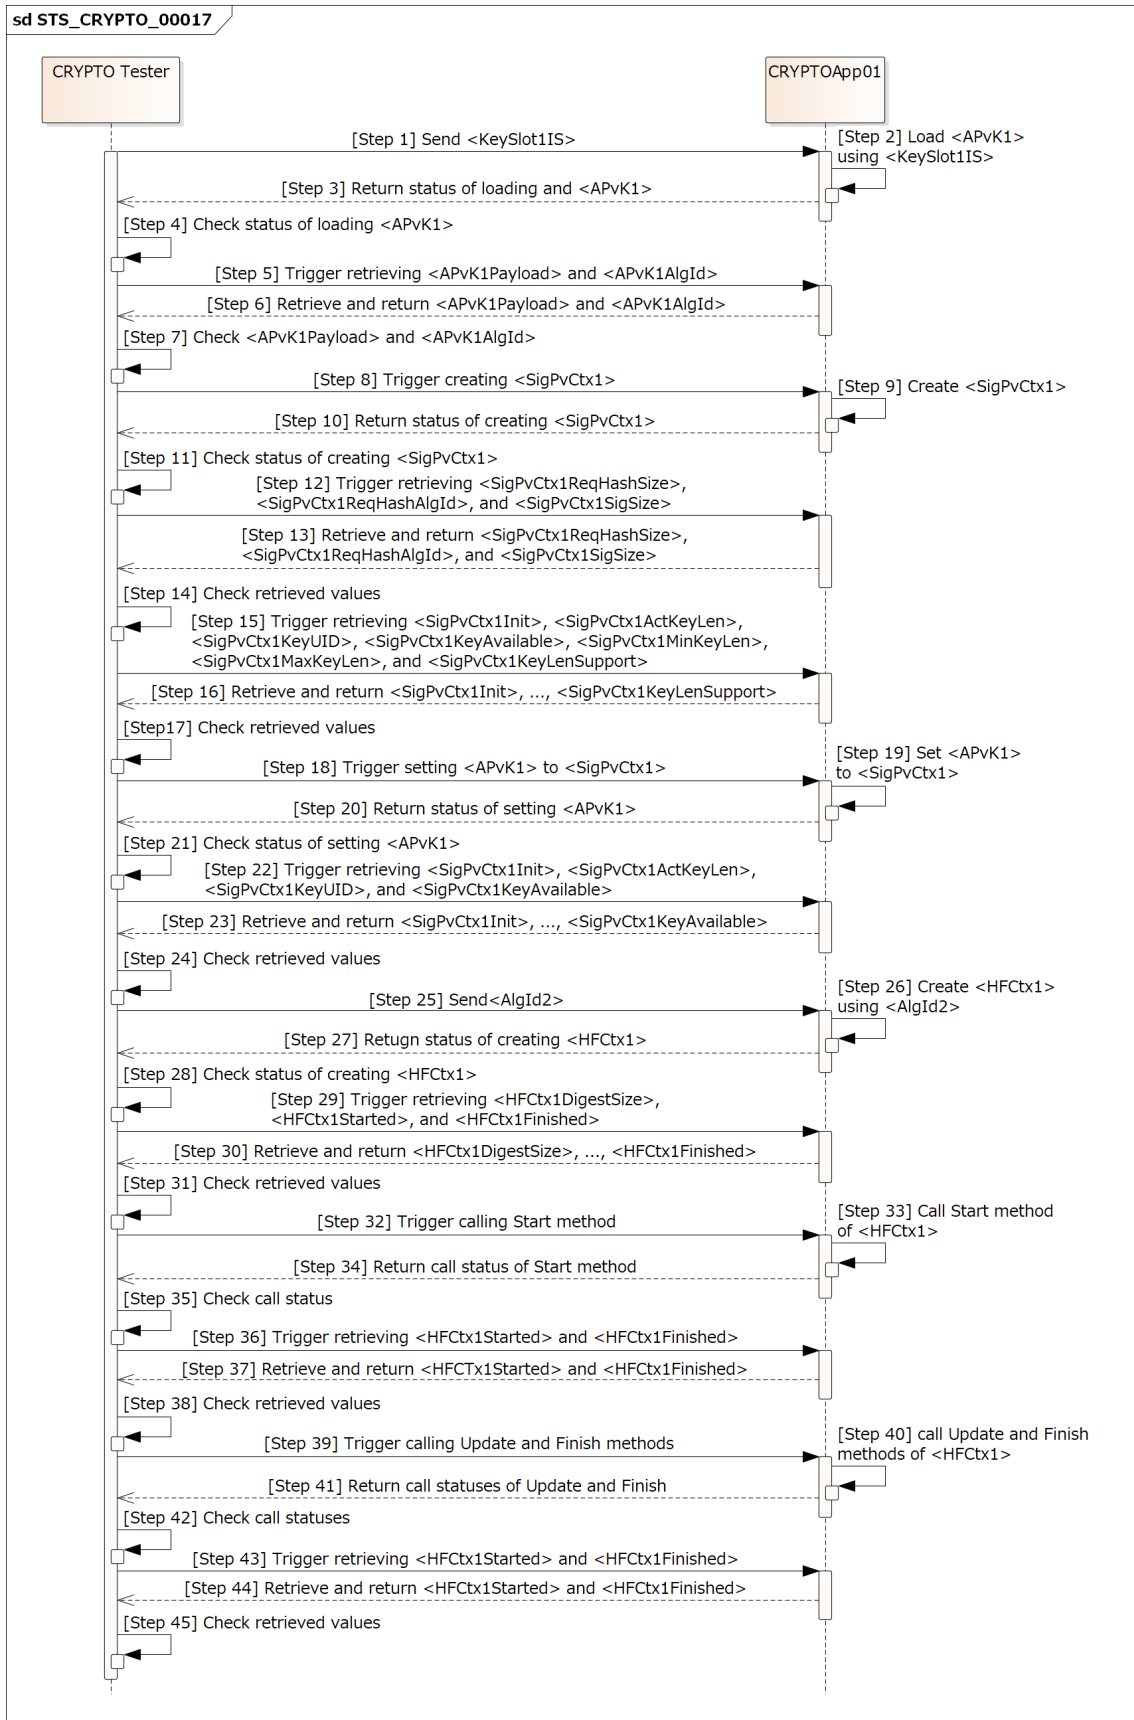 sd STS_CRYPTO_00017
CRYPTO Tester
CRYPTOApp01
[Step 1] Send <KeySlot1IS>
[Step 2] Load <APvK1>
using <KeySlot1IS>
[Step 3] Return status of loading and <APvK1>
[Step 4] Check status of loading <APvK1>
[Step 5] Trigger retrieving <APvK1Payload> and <APvK1AlgId>
[Step 6] Retrieve and return <APvK1Payload> and <APvK1AlgId>
[Step 7] Check <APvK1Payload> and <APvK1AlgId>
[Step 8] Trigger creating <SigPvCtx1>
[Step 9] Create <SigPvCtx1>
[Step 10] Return status of creating <SigPvCtx1>
[Step 11] Check status of creating <SigPvCtx1>
[Step 12] Trigger retrieving <SigPvCtx1ReqHashSize>,
<SigPvCtx1ReqHashAlgId>, and <SigPvCtx1SigSize>
[Step 13] Retrieve and return <SigPvCtx1ReqHashSize>,
<SigPvCtx1ReqHashAlgId>, and <SigPvCtx1SigSize>
[Step 14] Check retrieved values
[Step 15] Trigger retrieving <SigPvCtx1Init>, <SigPvCtx1ActKeyLen>,
<SigPvCtx1KeyUID>, <SigPvCtx1KeyAvailable>, <SigPvCtx1MinKeyLen>,
<SigPvCtx1MaxKeyLen>, and <SigPvCtx1KeyLenSupport>
[Step 16] Retrieve and return <SigPvCtx1Init>, ..., <SigPvCtx1KeyLenSupport>
[Step17] Check retrieved values
[Step 18] Trigger setting <APvK1> to <SigPvCtx1>
[Step 19] Set <APvK1>
to <SigPvCtx1>
[Step 20] Return status of setting <APvK1>
[Step 21] Check status of setting <APvK1>
[Step 22] Trigger retrieving <SigPvCtx1Init>, <SigPvCtx1ActKeyLen>,
<SigPvCtx1KeyUID>, and <SigPvCtx1KeyAvailable>
[Step 23] Retrieve and return <SigPvCtx1Init>, ..., <SigPvCtx1KeyAvailable>
[Step 24] Check retrieved values
[Step 25] Send<AlgId2>
[Step 26] Create <HFCtx1>
using <AlgId2>
[Step 27] Retugn status of creating <HFCtx1>
[Step 28] Check status of creating <HFCtx1>
[Step 29] Trigger retrieving <HFCtx1DigestSize>,
<HFCtx1Started>, and <HFCtx1Finished>
[Step 30] Retrieve and return <HFCtx1DigestSize>, ..., <HFCtx1Finished>
[Step 31] Check retrieved values
[Step 32] Trigger calling Start method
[Step 33] Call Start method
of <HFCtx1>
[Step 34] Return call status of Start method
[Step 35] Check call status
[Step 36] Trigger retrieving <HFCtx1Started> and <HFCtx1Finished>
[Step 37] Retrieve and return <HFCTx1Started> and <HFCtx1Finished>
[Step 38] Check retrieved values
[Step 39] Trigger calling Update and Finish methods
[Step 40] call Update and Finish
methods of <HFCtx1>
[Step 41] Return call statuses of Update and Finish
[Step 42] Check call statuses
[Step 43] Trigger retrieving <HFCtx1Started> and <HFCtx1Finished>
[Step 44] Retrieve and return <HFCtx1Started> and <HFCtx1Finished>
[Step 45] Check retrieved values